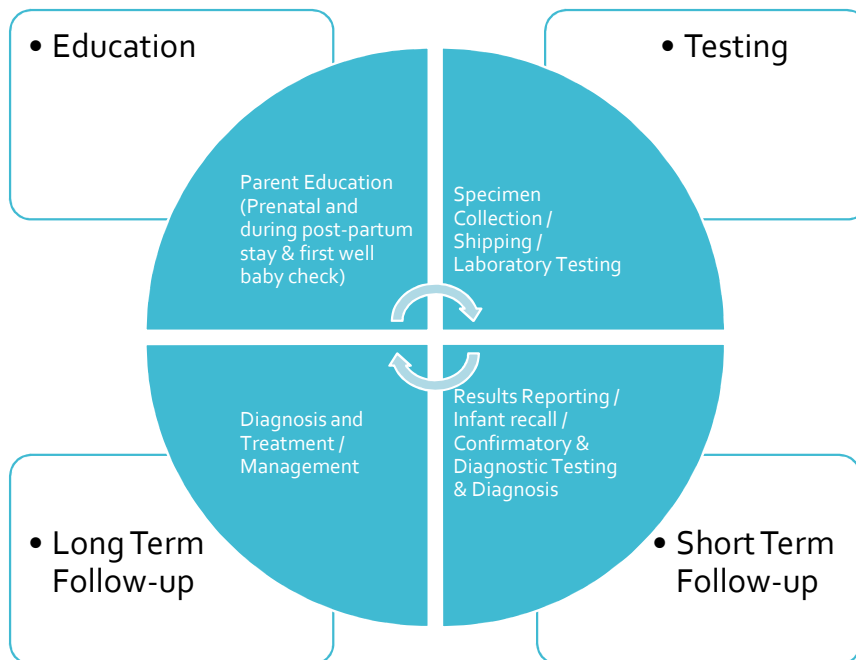 • Education
• Testing
Parent Education
(Prenatal and
during post-partum
stay & first well
baby check)
Specimen
Collection /
Shipping /
Laboratory Testing
Diagnosis and
Treatment /
Management
Results Reporting /
Infant recall /
Confirmatory &
Diagnostic Testing
& Diagnosis
• Long Term
Follow-up
• Short Term
Follow-up